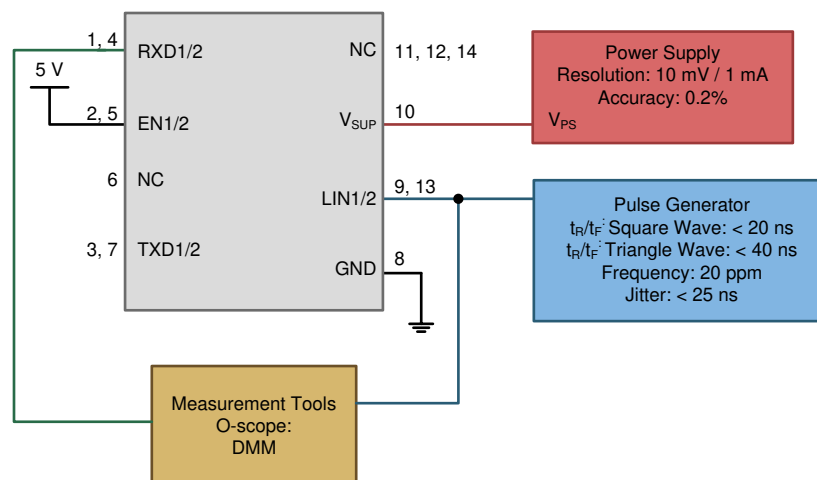 1, 4
RXD1/2
NC
11, 12, 14
5 V
2, 5
EN1/2
VSUP
10
6
NC
LIN1/2
9, 13
3, 7
TXD1/2
GND
8
Power Supply
Resolution: 10 mV / 1 mA
Accuracy: 0.2%
VPS
Pulse Generator
tR/tF: Square Wave: < 20 ns
tR/tF: Triangle Wave: < 40 ns
Frequency: 20 ppm
Jitter: < 25 ns
Measurement Tools
O-scope:
DMM